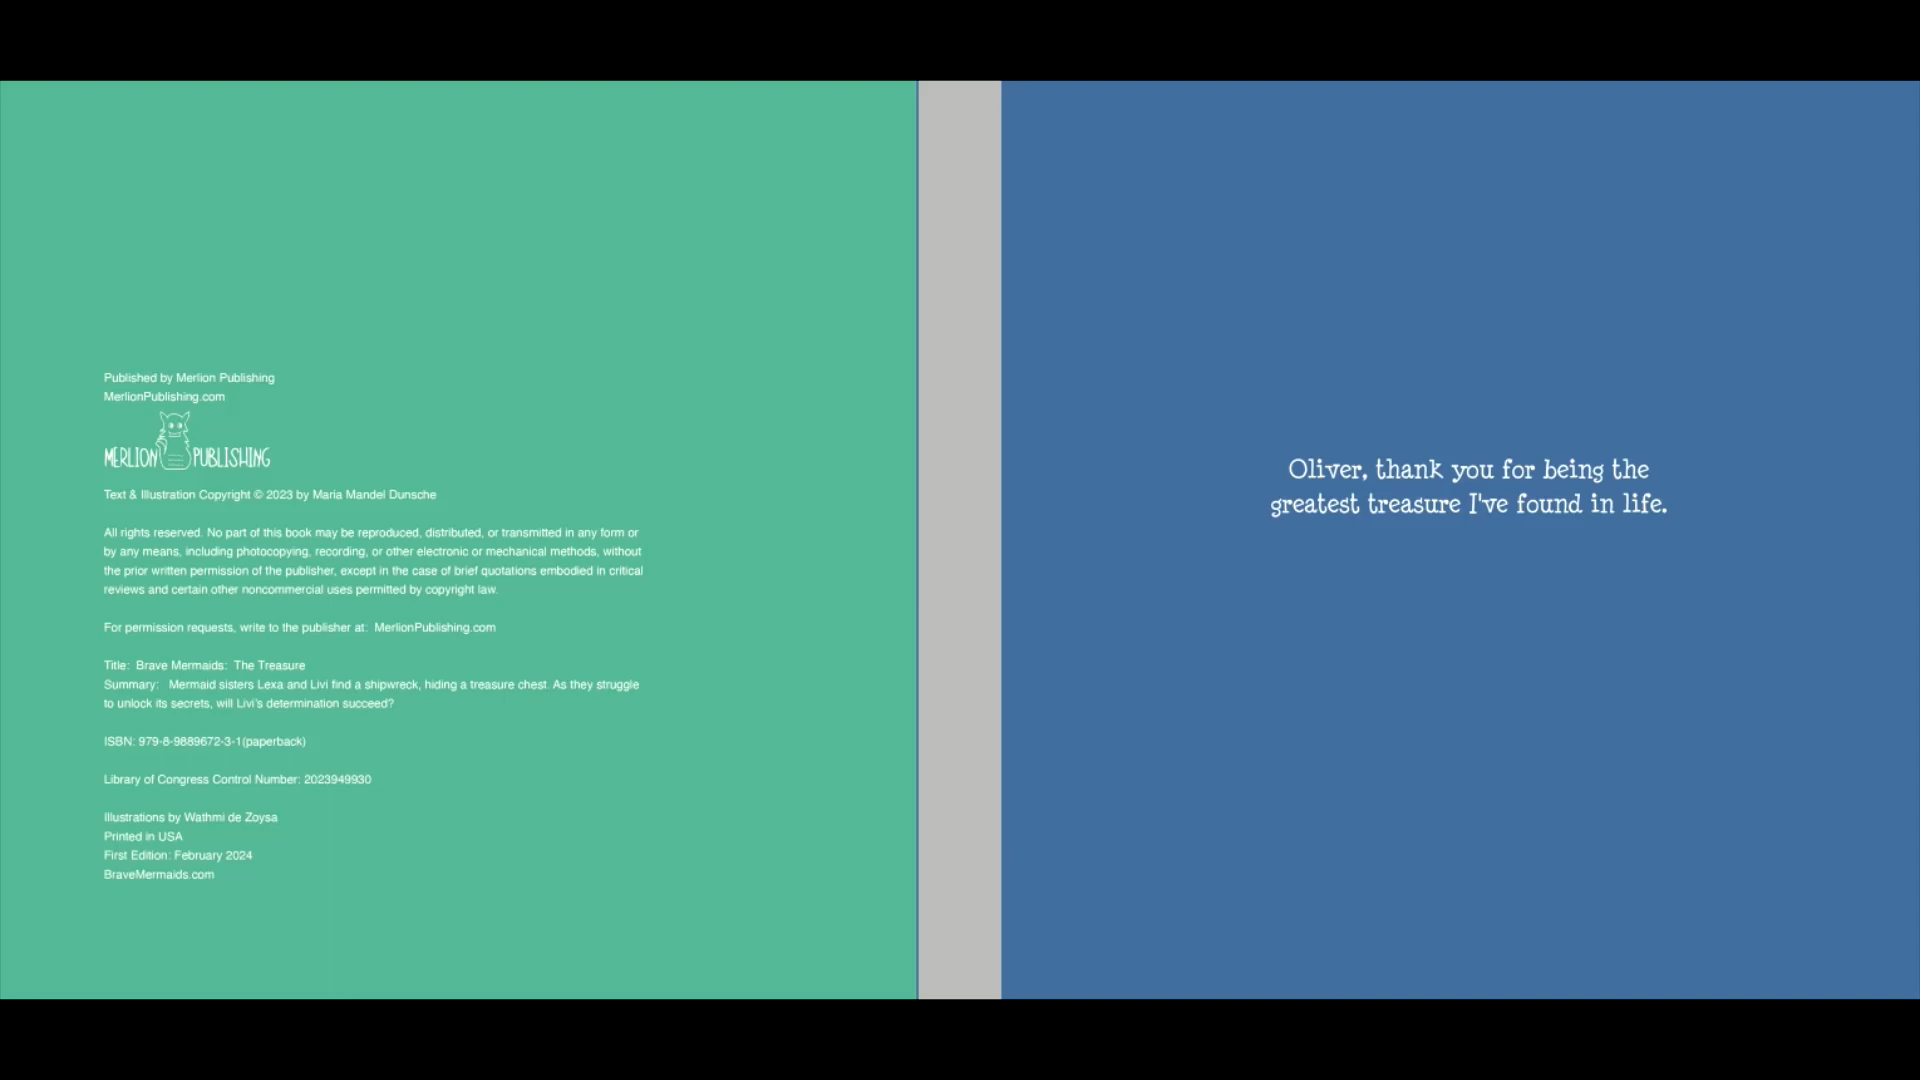 Published by Merlion Publishing
MerlionPublishing.com
MERLION PUBLISHING
Text & Illustration Copyright © 2023 by Maria Mandel Dunsche
All rights reserved. No part of this book may be reproduced, distributed, or transmitted in any form or
by any means, including photocopying, recording, or other electronic or mechanical methods, without
the prior written permission of the publisher, except in the case of brief quotations embodied in critical
reviews and certain other noncommercial uses permitted by copyright law.
For permission requests, write to the publisher at: MerlionPublishing.com
Title: Brave Mermaids: The Treasure
Summary: Mermaid sisters Lexa and Livi find a shipwreck, hiding a treasure chest. As they struggle
to unlock its secrets, will Livi's determination succeed?
ISBN: 979-8-9889672-3-1(paperback)
Library of Congress Control Number: 2023949930
Illustrations by Wathmi de Zoysa
Printed in USA
First Edition: February 2024
BraveMermaids.com
Oliver, thank you for being the
greatest treasure I've found in life.